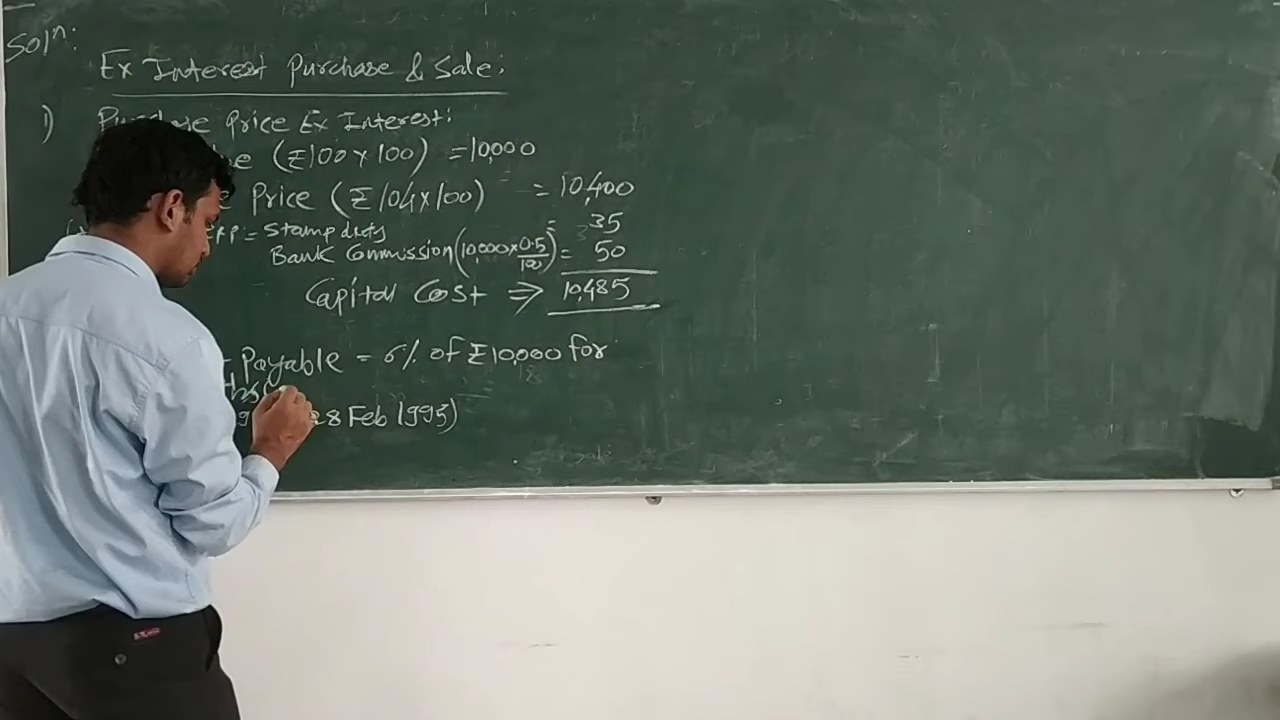 Soln:
Ex Interest Purchase & Sale:
1) Purchase Price Ex Interest:
(₹100 x 100) = 10,000
Price (₹104 x 100) = 10,400
= Stamp duty = 35
Bank Commission (10,000 x 0.5/100) = 50
Capital Cost ⇒ 10,485
Payable = 6% of ₹10,000 for
28 Feb 1995)